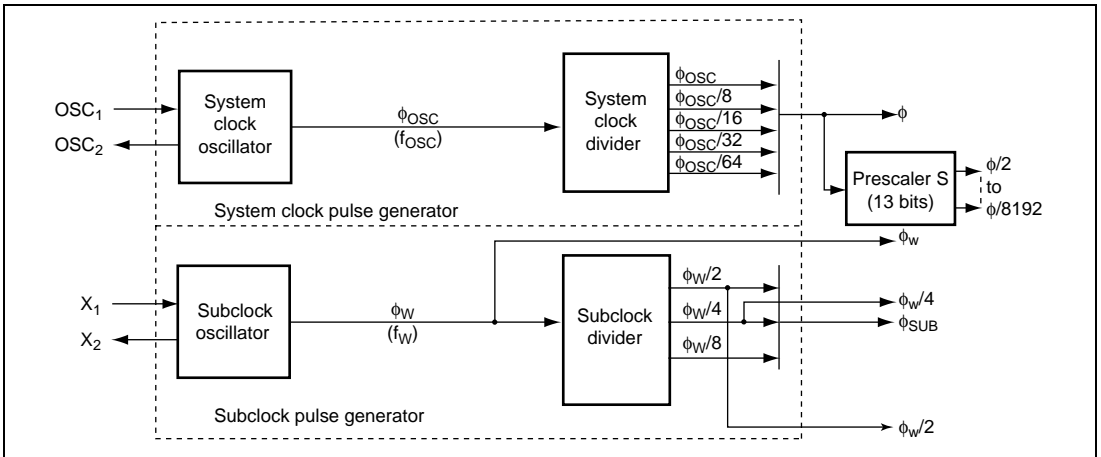 OSC1
OSC2
System
clock
oscillator
ϕOSC
(fOSC)
System
clock
divider
ϕOSC
ϕOSC/8
ϕOSC/16
ϕOSC/32
ϕOSC/64
ϕ
Prescaler S
(13 bits)
ϕ/2
to
ϕ/8192
System clock pulse generator
ϕw
X1
X2
Subclock
oscillator
ϕW
(fW)
Subclock
divider
ϕW/2
ϕW/4
ϕW/8
ϕw/4
ϕSUB
ϕw/2
Subclock pulse generator